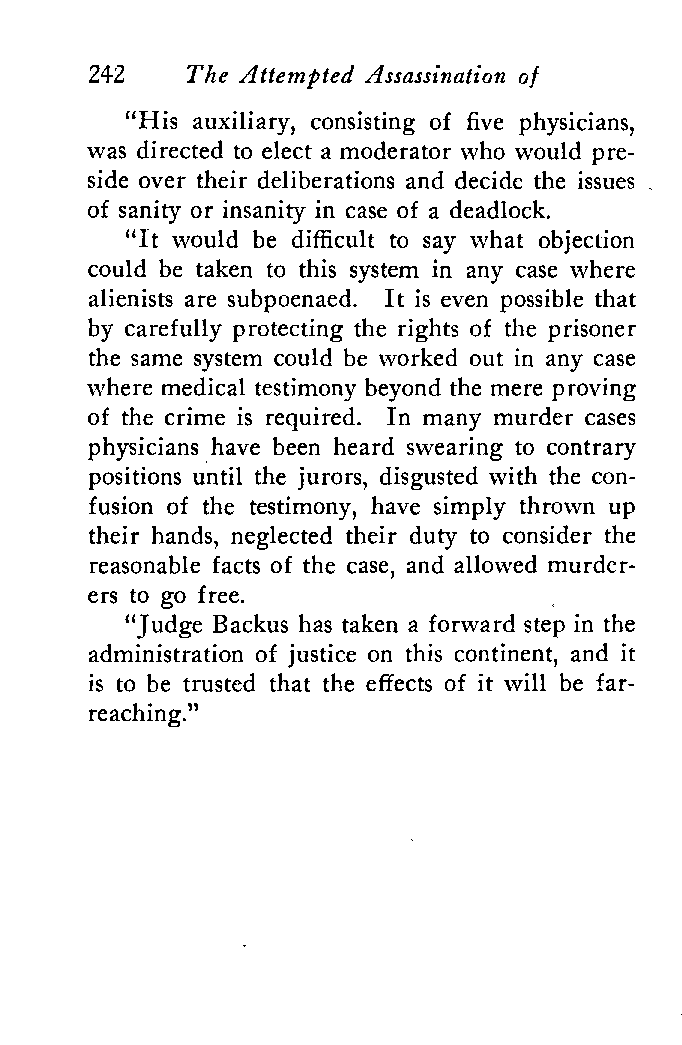 242 The Attempted Assassination of
"His auxiliary, consisting of five physicians,
was directed to elect a moderator who would pre-
side over their deliberations and decide the issues
of sanity or insanity in case of a deadlock.
"It would be difficult to say what objection
could be taken to this system in any case where
alienists are subpoenaed. It is even possible that
by carefully protecting the rights of the prisoner
the same system could be worked out in any case
where medical testimony beyond the mere proving
of the crime is required. In many murder cases
physicians have been heard swearing to contrary
positions until the jurors, disgusted with the con-
fusion of the testimony, have simply thrown up
their hands, neglected their duty to consider the
reasonable facts of the case, and allowed murder-
ers to go free.
"Judge Backus has taken a forward step in the
administration of justice on this continent, and it
is to be trusted that the effects of it will be far-
reaching."